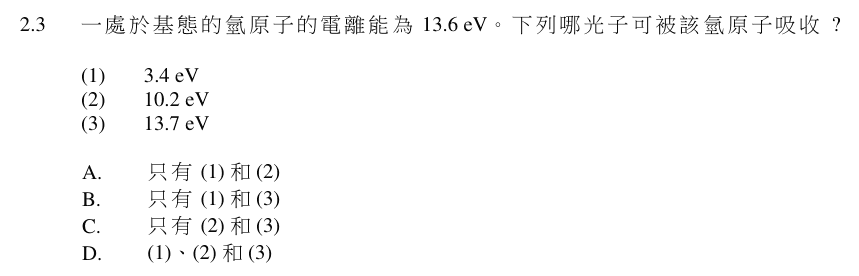 2.3 一處於基態的氫原子的電離能為 13.6 eV。下列哪光子可被該氫原子吸收 ?
(1) 3.4 eV
(2) 10.2 eV
(3) 13.7 eV
A. 只有 (1) 和 (2)
B. 只有 (1) 和 (3)
C. 只有 (2) 和 (3)
D. (1)、(2) 和 (3)